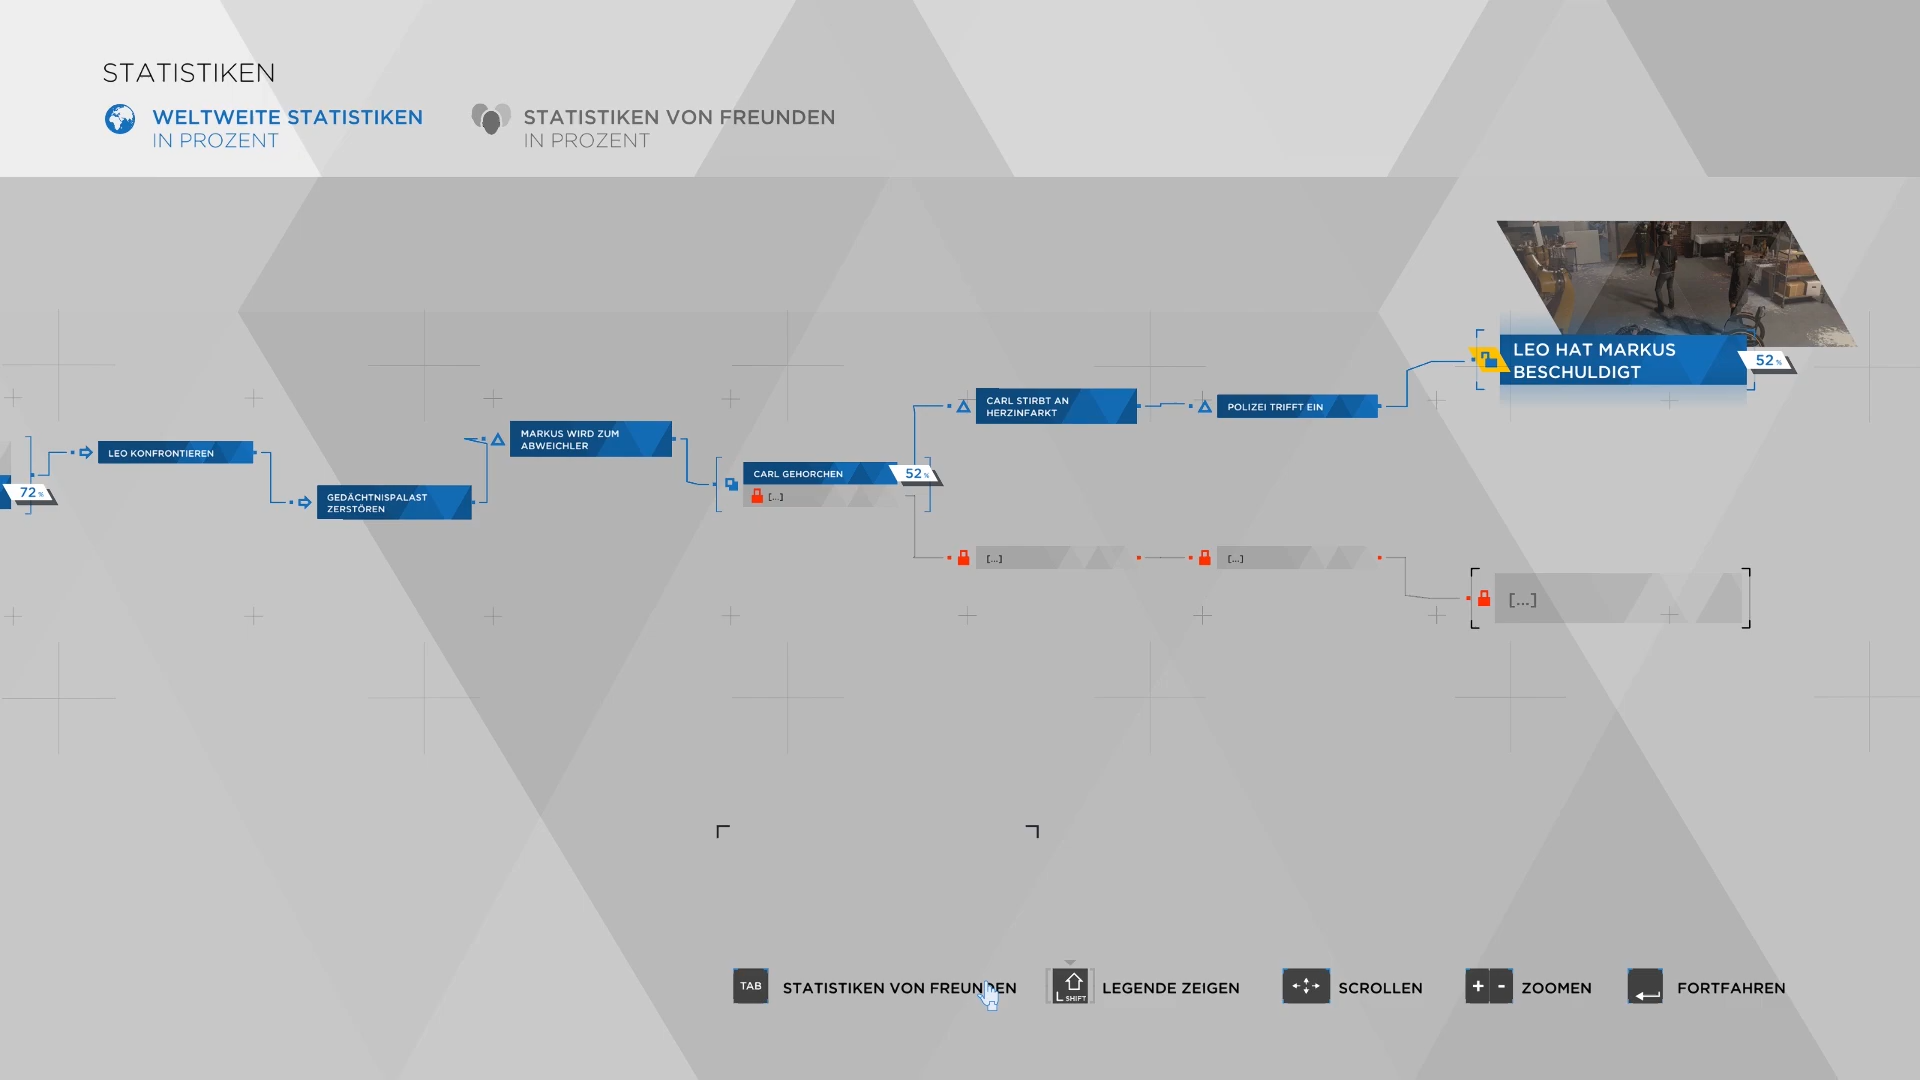 STATISTIKEN
WELTWEITE STATISTIKEN
IN PROZENT
STATISTIKEN VON FREUNDEN
IN PROZENT
72%
LEO KONFRONTIEREN
GEDÄCHTNISPALAST
ZERSTÖREN
MARKUS WIRD ZUM
ABWEICHLER
CARL GEHORCHEN
52%
[...]
CARL STIRBT AN
HERZINFARKT
POLIZEI TRIFFT EIN
LEO HAT MARKUS
BESCHULDIGT
52%
[...]
[...]
[...]
TAB
STATISTIKEN VON FREUNDEN
L SHIFT
LEGENDE ZEIGEN
SCROLLEN
+ -
ZOOMEN
FORTFAHREN